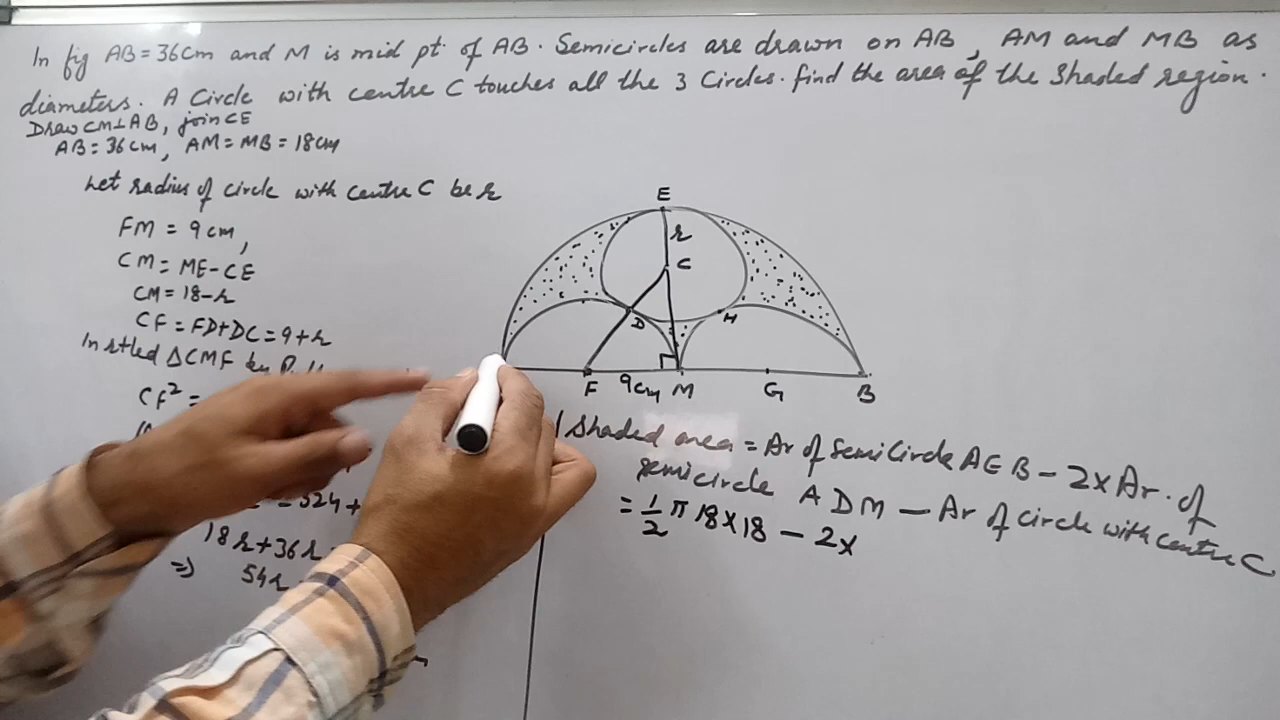 In fig AB = 36cm and M is mid pt of AB. Semicircles are drawn on AB, AM and MB as
diameters. A Circle with centre C touches all the 3 Circles. find the area of the shaded region.
Draw CM⊥AB, join CE
AB = 36cm, AM = MB = 18cm
Let radius of circle with centre C be r
FM = 9cm,
CM = ME - CE
CM = 18 - r
CF = FD + DC = 9 + r
In rtled ΔCMF by
CF² =
= 324 +
18r + 36r
⇒ 54r
E
r
C
D
H
F
9cm
M
G
B
Shaded area = Ar of semicircle AEB - 2x Ar. of
semicircle ADM - Ar of circle with centre C
= 1/2 π 18 x 18 - 2x